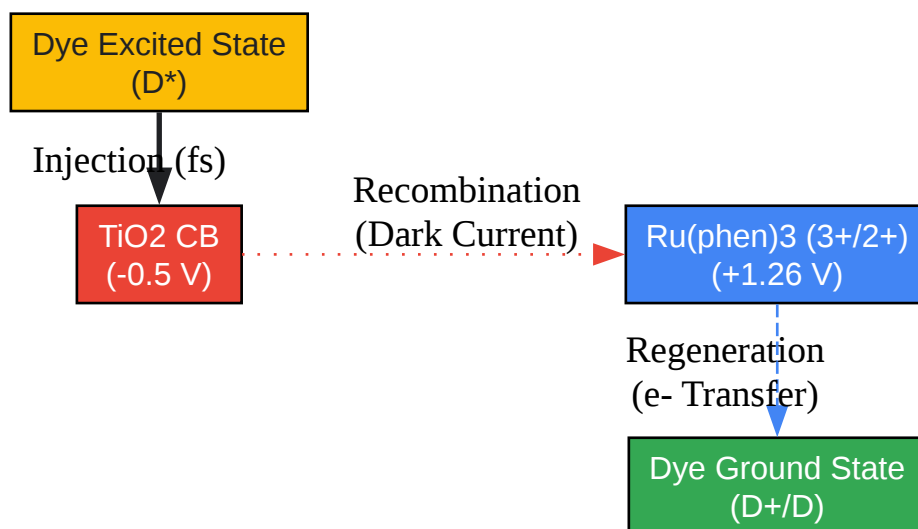 Dye Excited State
(D*)
Injection (fs)
TiO2 CB
(-0.5 V)
Recombination
(Dark Current)
Ru(phen)3 (3+/2+)
(+1.26 V)
Regeneration
(e- Transfer)
Dye Ground State
(D+/D)